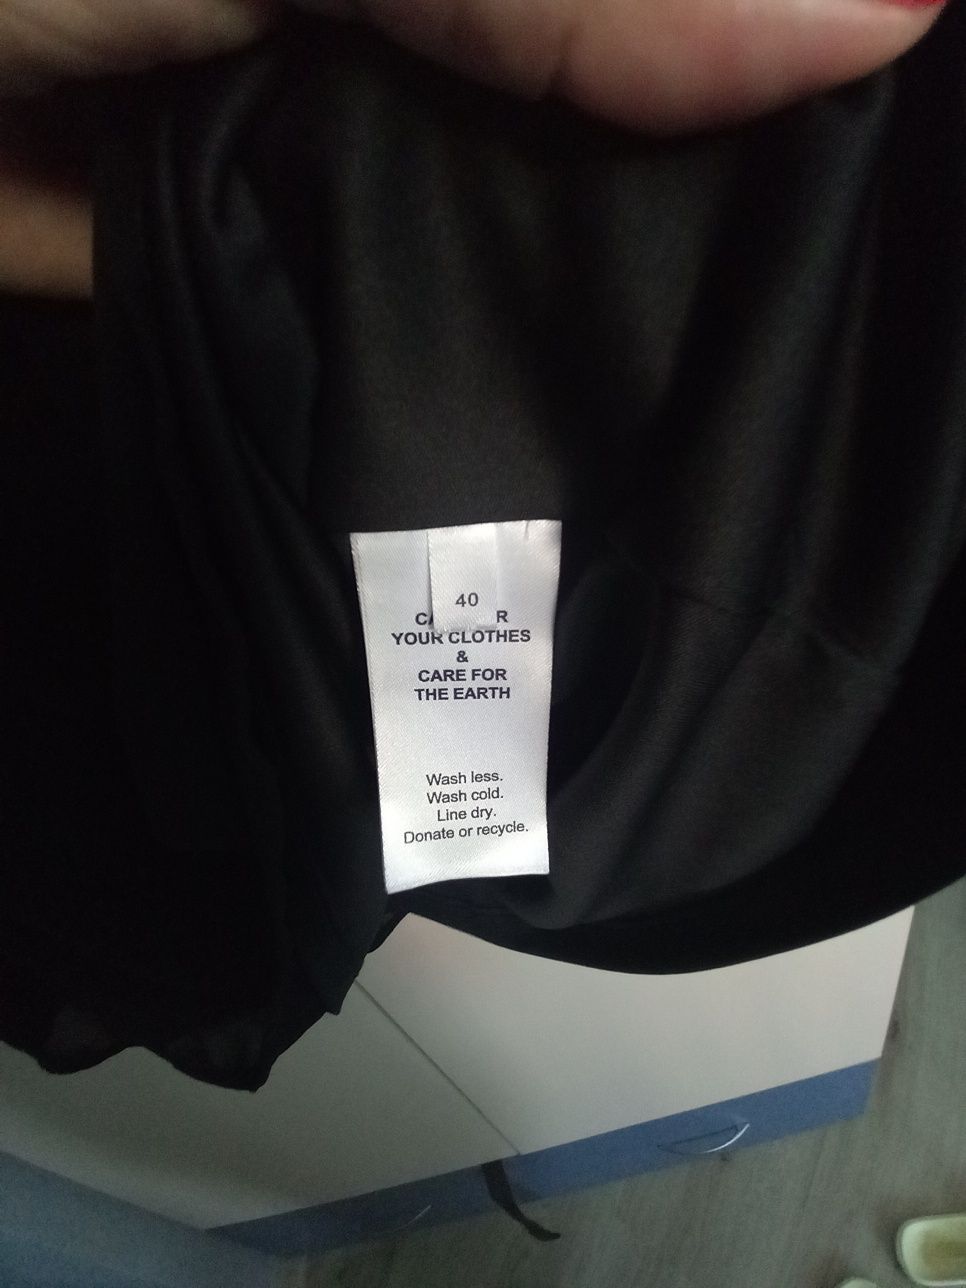 40
R
YOUR CLOTHES
&
CARE FOR
THE EARTH
Wash less.
Wash cold.
Line dry.
Donate or recycle.